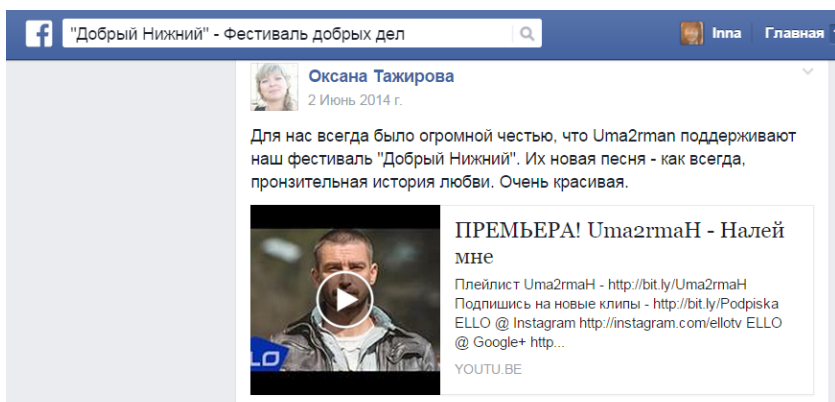 f "Добрый Нижний" - Фестиваль добрых дел Inna Главная
Оксана Тажирова
2 Июнь 2014 г.
Для нас всегда было огромной честью, что Uma2rman поддерживают
наш фестиваль "Добрый Нижний". Их новая песня - как всегда,
пронзительная история любви. Очень красивая.
ПРЕМЬЕРА! Uma2rmaH - Налей
мне
Плейлист Uma2rmaH - http://bit.ly/Uma2rmaH
Подпишись на новые клипы - http://bit.ly/Podpiska
ELLO @ Instagram http://instagram.com/ellotv ELLO
@ Google+ http...
LO
YOUTU.BE